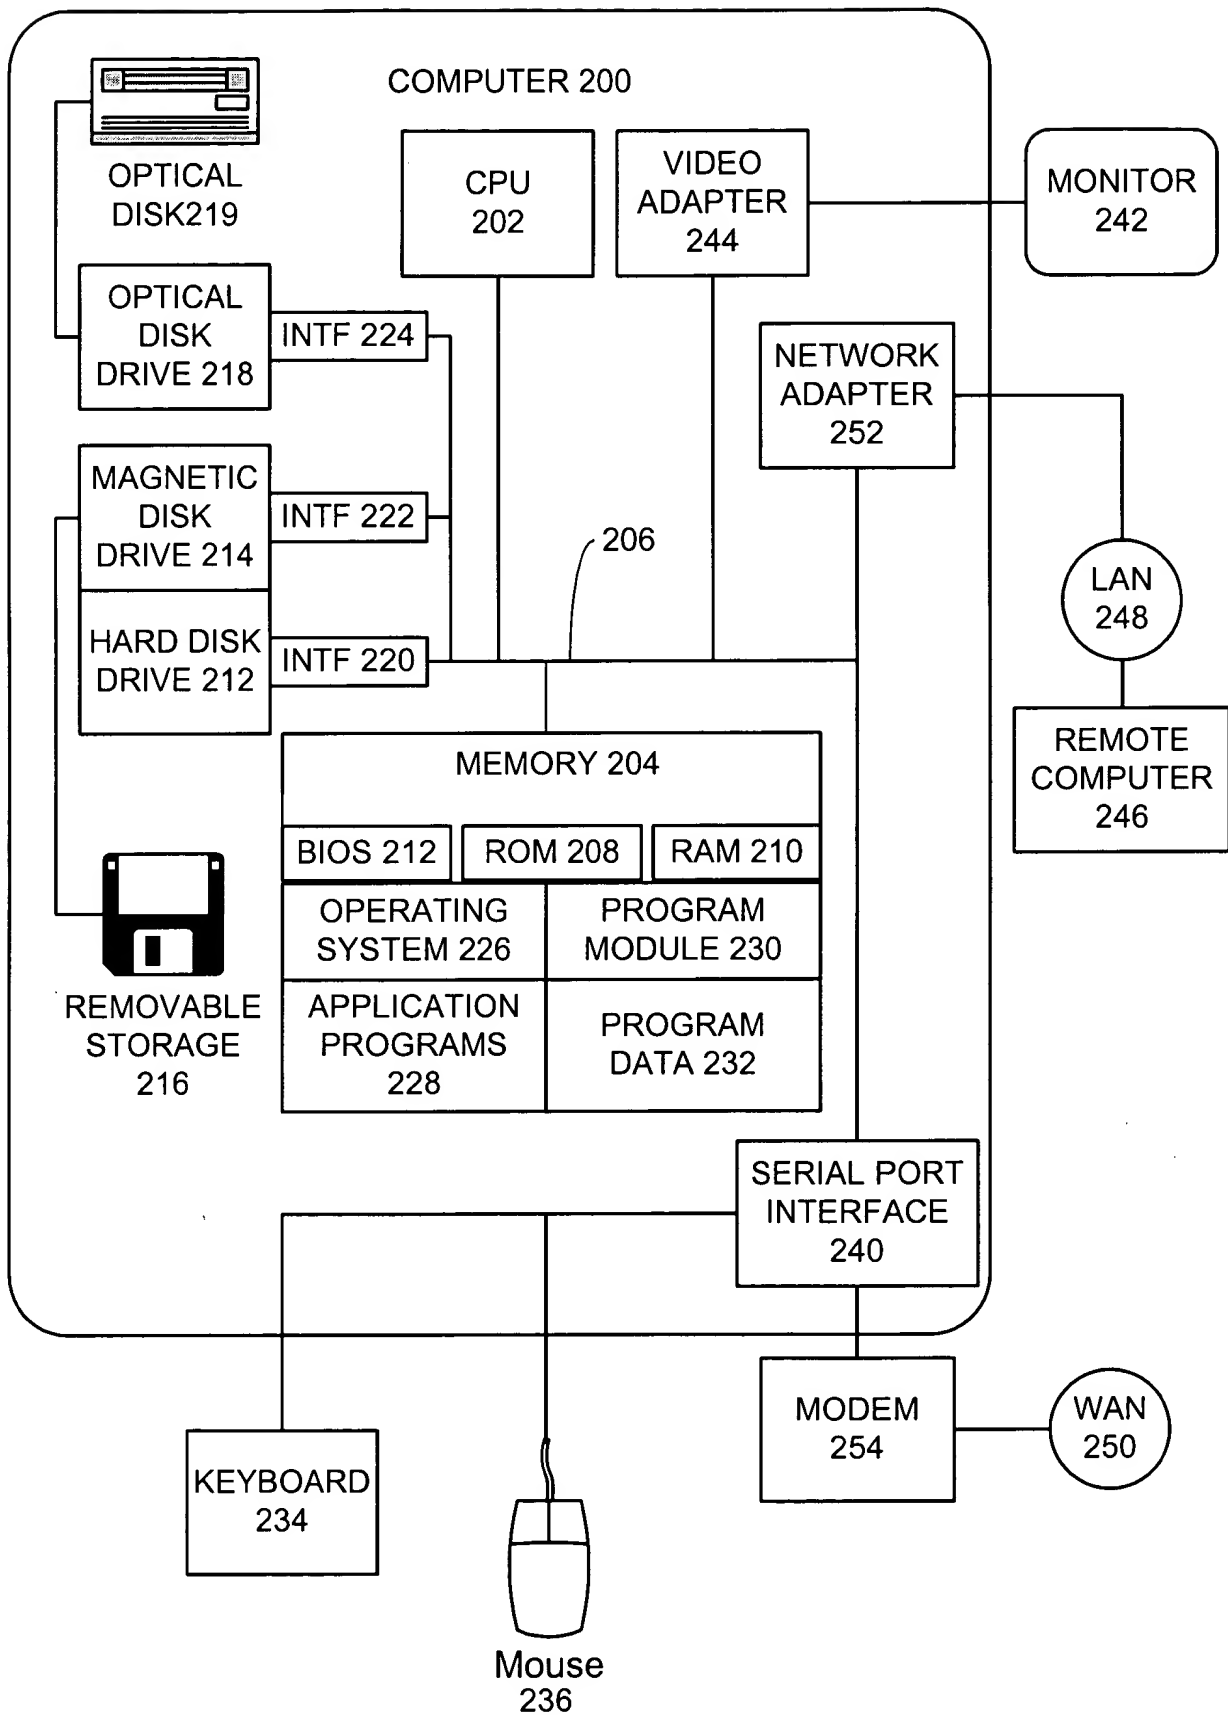 COMPUTER 200
OPTICAL
DISK219
CPU
202
VIDEO
ADAPTER
244
MONITOR
242
OPTICAL
DISK
DRIVE 218
INTF 224
NETWORK
ADAPTER
252
MAGNETIC
DISK
DRIVE 214
INTF 222
206
LAN
248
HARD DISK
DRIVE 212
INTF 220
REMOTE
COMPUTER
246
MEMORY 204
BIOS 212
ROM 208
RAM 210
OPERATING
SYSTEM 226
PROGRAM
MODULE 230
REMOVABLE
STORAGE
216
APPLICATION
PROGRAMS
228
PROGRAM
DATA 232
SERIAL PORT
INTERFACE
240
MODEM
254
WAN
250
KEYBOARD
234
Mouse
236